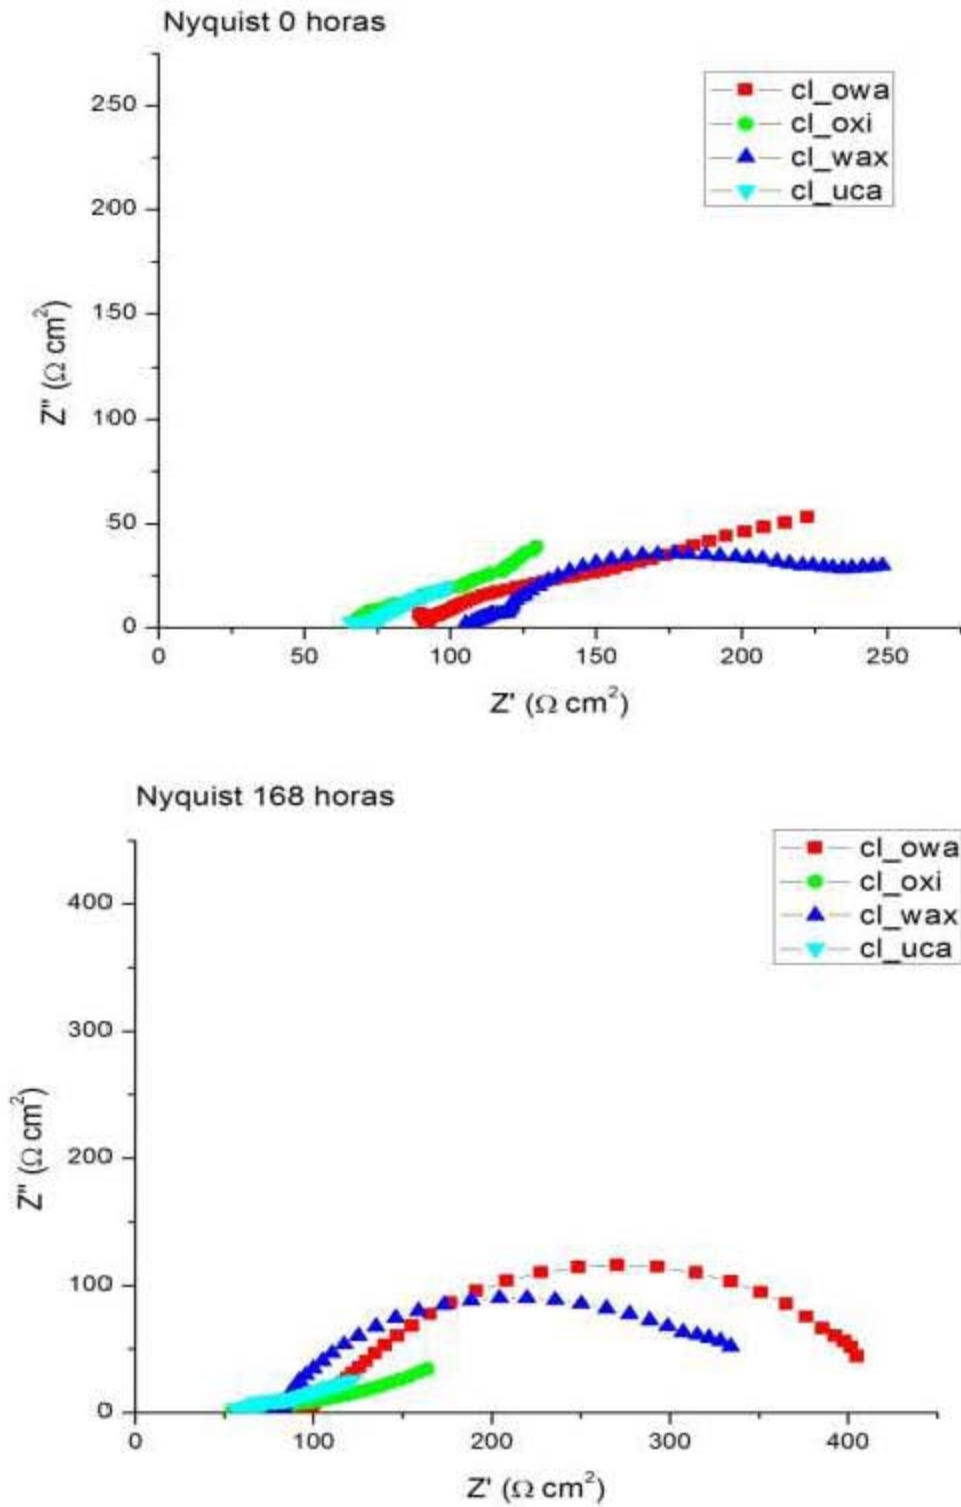 Nyquist 0 horas
cl_owa
cl_oxi
cl_wax
cl_uca
250
200
150
100
50
0
Z" (Ω cm²)
0 50 100 150 200 250
Z' (Ω cm²)
Nyquist 168 horas
cl_owa
cl_oxi
cl_wax
cl_uca
400
300
200
100
0
Z" (Ω cm²)
0 100 200 300 400
Z' (Ω cm²)